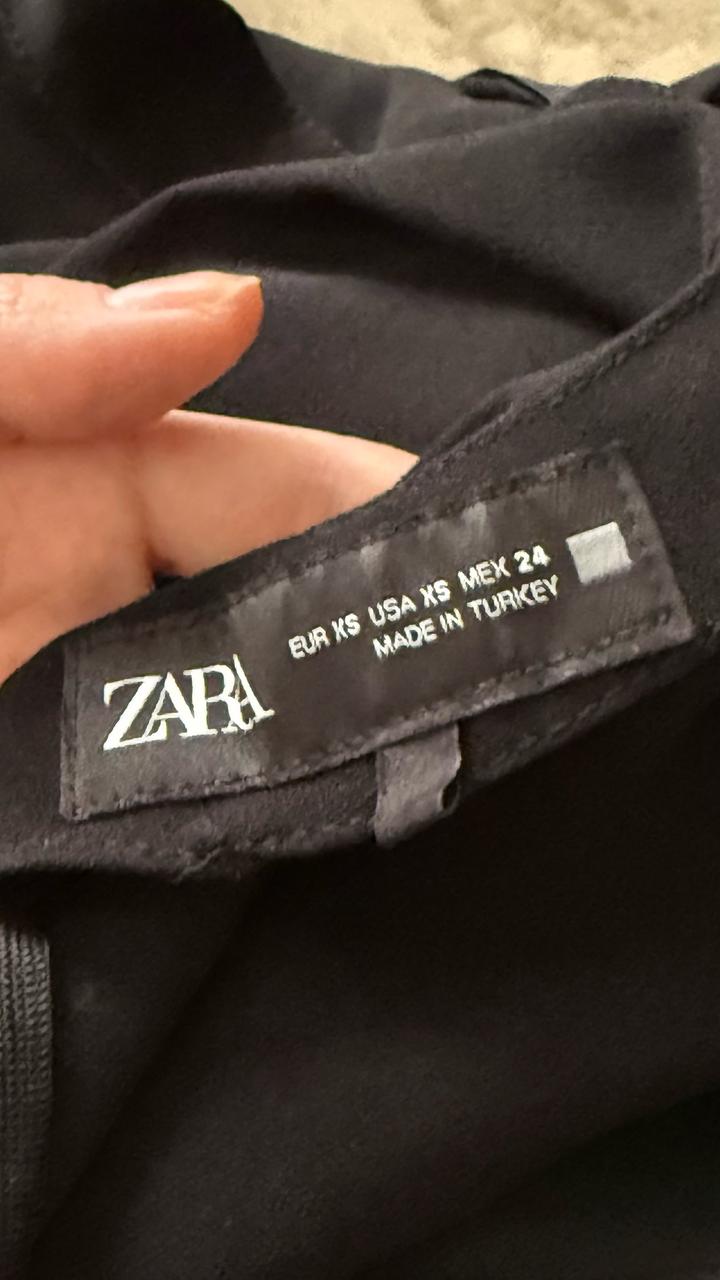 ZARA
EUR XS USA XS MEX 24
MADE IN TURKEY